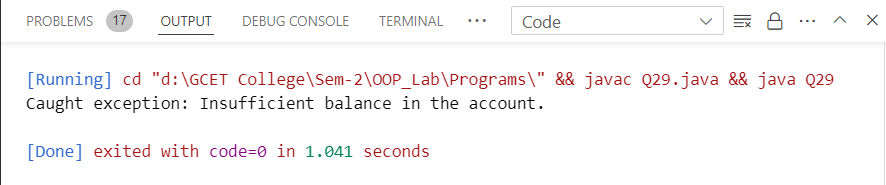 PROBLEMS 17 OUTPUT DEBUG CONSOLE TERMINAL ··· Code ···
[Running] cd "d:\GCET College\Sem-2\OOP_Lab\Programs\" && javac Q29.java && java Q29
Caught exception: Insufficient balance in the account.
[Done] exited with code=0 in 1.041 seconds